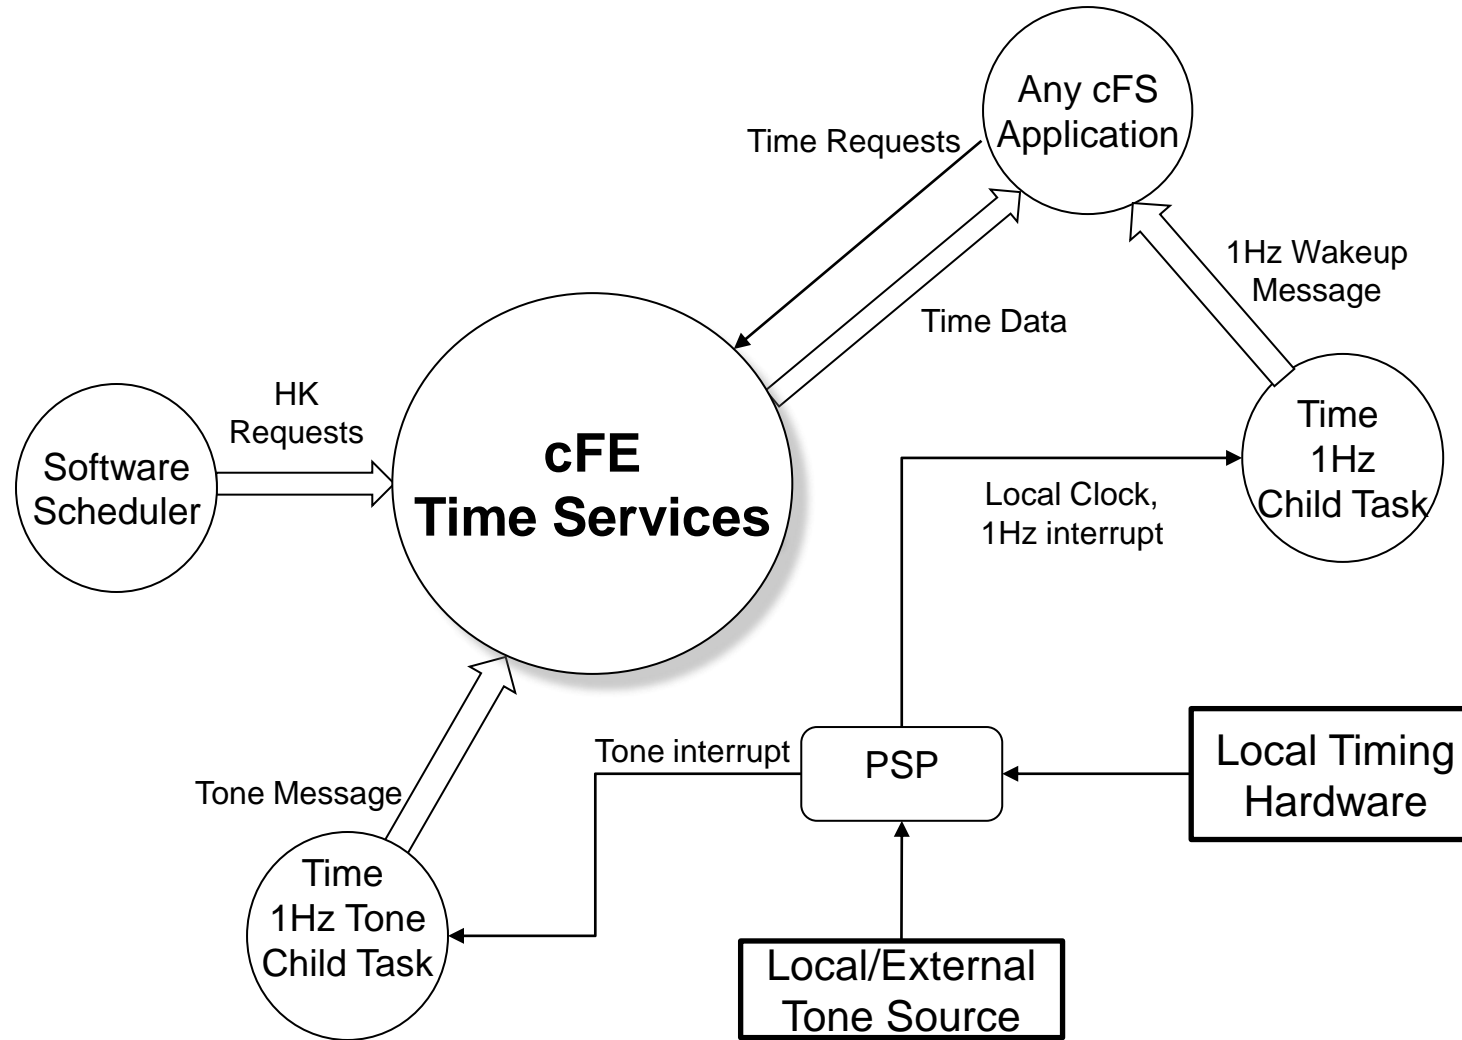 Any cFS
Application
Time Requests
1Hz Wakeup
Message
Time Data
HK
Requests
Software
Scheduler
cFE
Time Services
Time
1Hz
Child Task
Local Clock,
1Hz interrupt
Tone interrupt
PSP
Local Timing
Hardware
Tone Message
Time
1Hz Tone
Child Task
Local/External
Tone Source